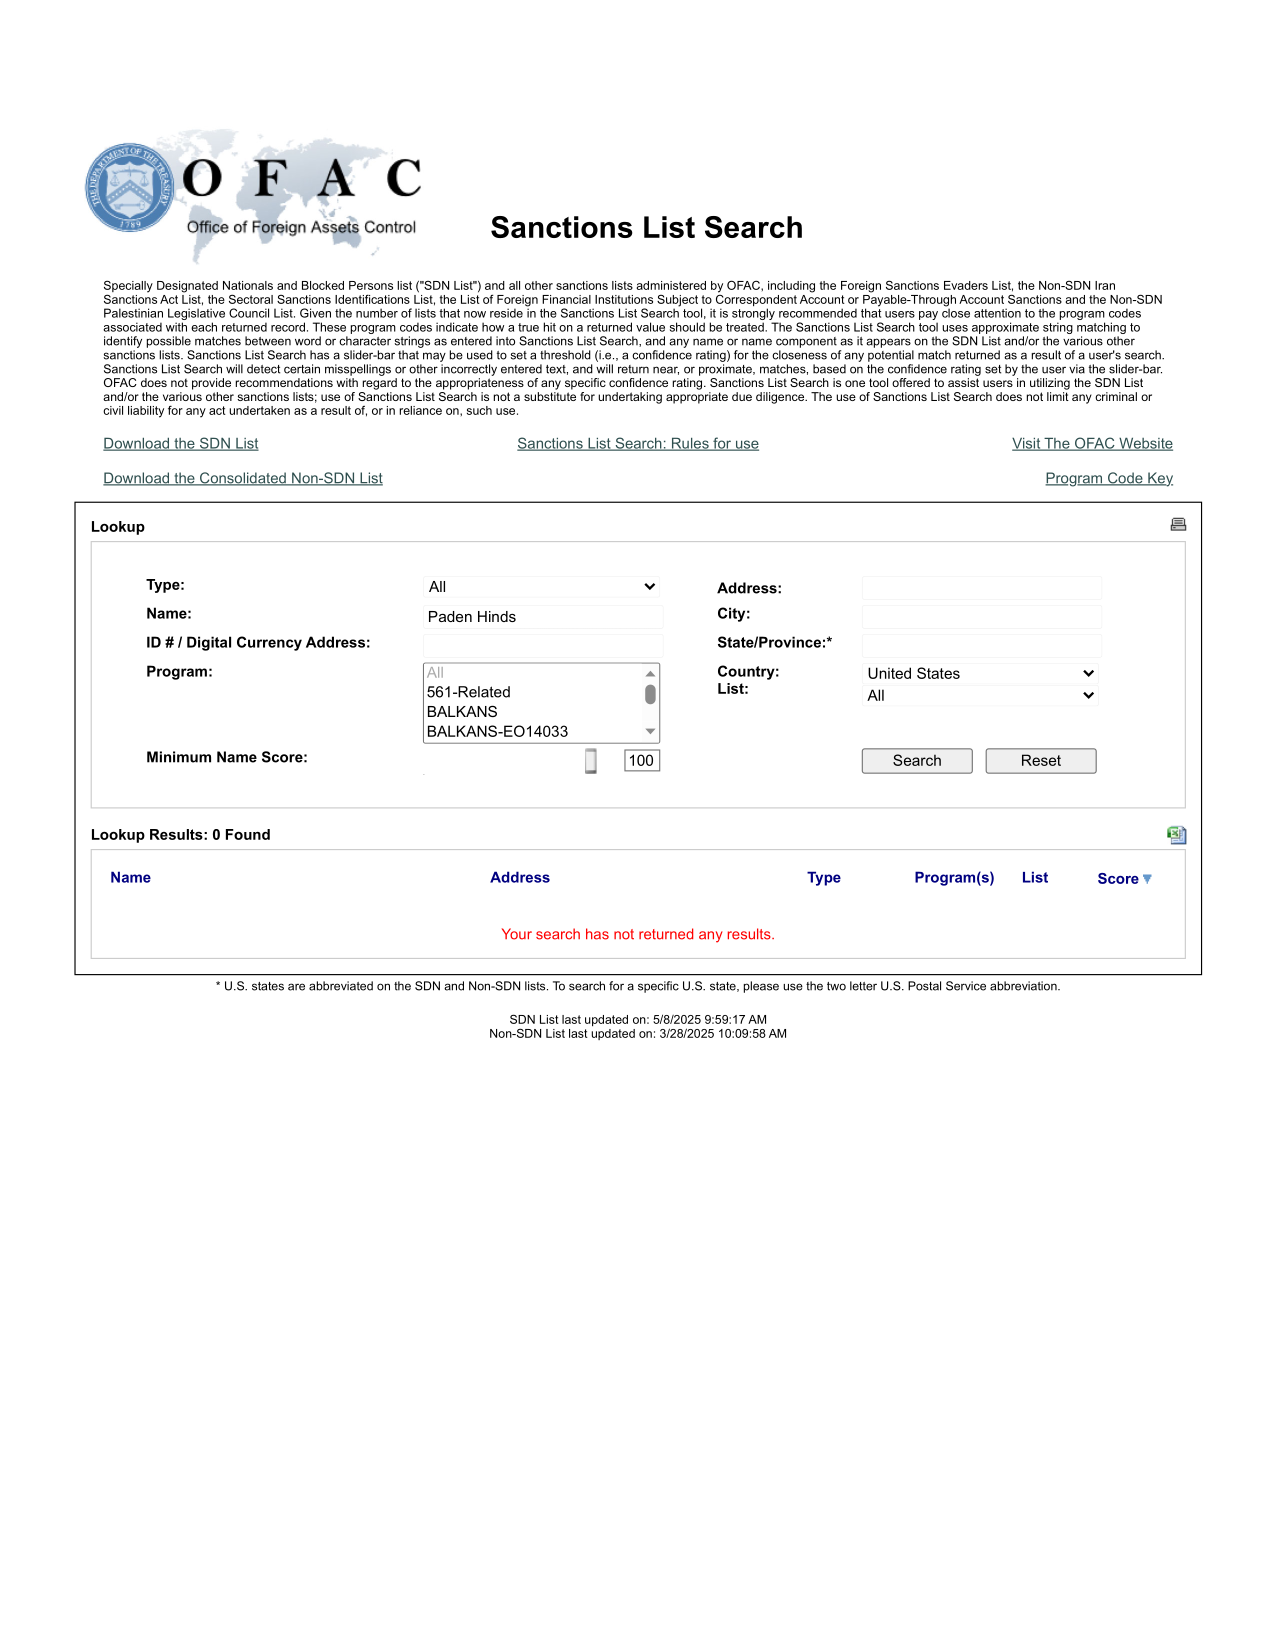 THE DEPARTMENT OF THE TREASURY
1789
OFAC
Office of Foreign Assets Control
Sanctions List Search
Specially Designated Nationals and Blocked Persons list ("SDN List") and all other sanctions lists administered by OFAC, including the Foreign Sanctions Evaders List, the Non-SDN Iran
Sanctions Act List, the Sectoral Sanctions Identifications List, the List of Foreign Financial Institutions Subject to Correspondent Account or Payable-Through Account Sanctions and the Non-SDN
Palestinian Legislative Council List. Given the number of lists that now reside in the Sanctions List Search tool, it is strongly recommended that users pay close attention to the program codes
associated with each returned record. These program codes indicate how a true hit on a returned value should be treated. The Sanctions List Search tool uses approximate string matching to
identify possible matches between word or character strings as entered into Sanctions List Search, and any name or name component as it appears on the SDN List and/or the various other
sanctions lists. Sanctions List Search has a slider-bar that may be used to set a threshold (i.e., a confidence rating) for the closeness of any potential match returned as a result of a user's search.
Sanctions List Search will detect certain misspellings or other incorrectly entered text, and will return near, or proximate, matches, based on the confidence rating set by the user via the slider-bar.
OFAC does not provide recommendations with regard to the appropriateness of any specific confidence rating. Sanctions List Search is one tool offered to assist users in utilizing the SDN List
and/or the various other sanctions lists; use of Sanctions List Search is not a substitute for undertaking appropriate due diligence. The use of Sanctions List Search does not limit any criminal or
civil liability for any act undertaken as a result of, or in reliance on, such use.
Download the SDN List Sanctions List Search: Rules for use Visit The OFAC Website
Download the Consolidated Non-SDN List Program Code Key
Lookup
Type: All Address:
Name: Paden Hinds City:
ID # / Digital Currency Address: State/Province:*
Program: All Country: United States
561-Related List: All
BALKANS
BALKANS-EO14033
Minimum Name Score: 100 Search Reset
Lookup Results: 0 Found
Name Address Type Program(s) List Score
Your search has not returned any results.
* U.S. states are abbreviated on the SDN and Non-SDN lists. To search for a specific U.S. state, please use the two letter U.S. Postal Service abbreviation.
SDN List last updated on: 5/8/2025 9:59:17 AM
Non-SDN List last updated on: 3/28/2025 10:09:58 AM